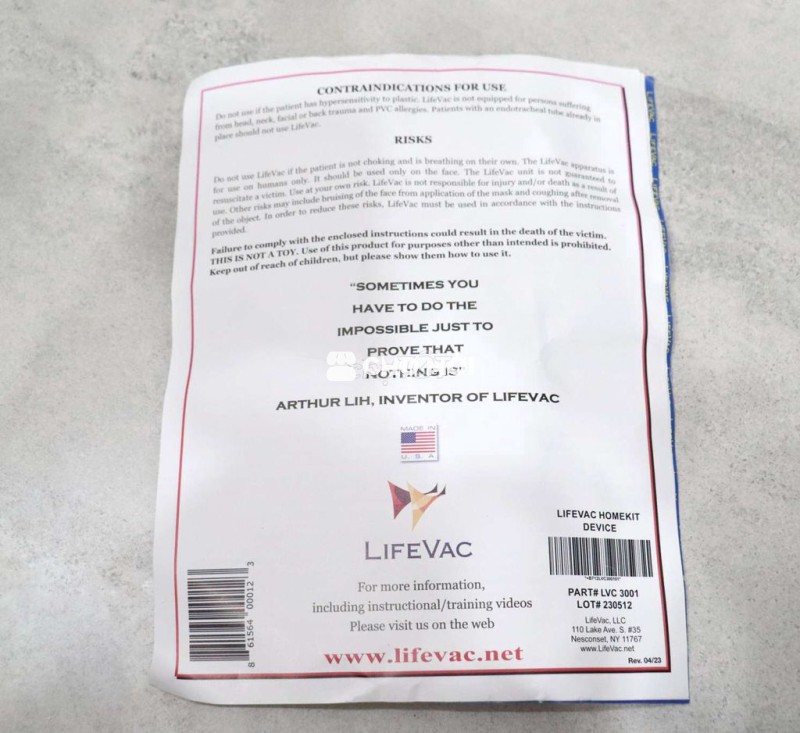 CONTRAINDICATIONS FOR USE
Do not use if the patient has hypersensitivity to plastic. LifeVac is not equipped for persons suffering
from head, neck, facial or back trauma and PVC allergies. Patients with an endotracheal tube already in
place should not use LifeVac.
RISKS
Do not use LifeVac if the patient is not choking and is breathing on their own. The LifeVac apparatus is
for use on humans only. It should be used only on the face. The LifeVac unit is not guaranteed to
resuscitate a victim. Use at your own risk. LifeVac is not responsible for injury and/or death as a result of
use. Other risks may include bruising of the face from application of the mask and coughing after removal
of the object. In order to reduce these risks, LifeVac must be used in accordance with the instructions
provided.
Failure to comply with the enclosed instructions could result in the death of the victim.
THIS IS NOT A TOY. Use of this product for purposes other than intended is prohibited.
Keep out of reach of children, but please show them how to use it.
"SOMETIMES YOU
HAVE TO DO THE
IMPOSSIBLE JUST TO
PROVE THAT
NOTHING IS"
ARTHUR LIH, INVENTOR OF LIFEVAC
MADE IN
U.S.A
LIFEVAC
For more information,
including instructional/training videos
Please visit us on the web
www.lifevac.net
8 61564 00012 3
LIFEVAC HOMEKIT
DEVICE
PART# LVC 3001
LOT# 230512
LifeVac, LLC
110 Lake Ave. S. #35
Nesconset, NY 11767
www.LifeVac.net
Rev. 04/23